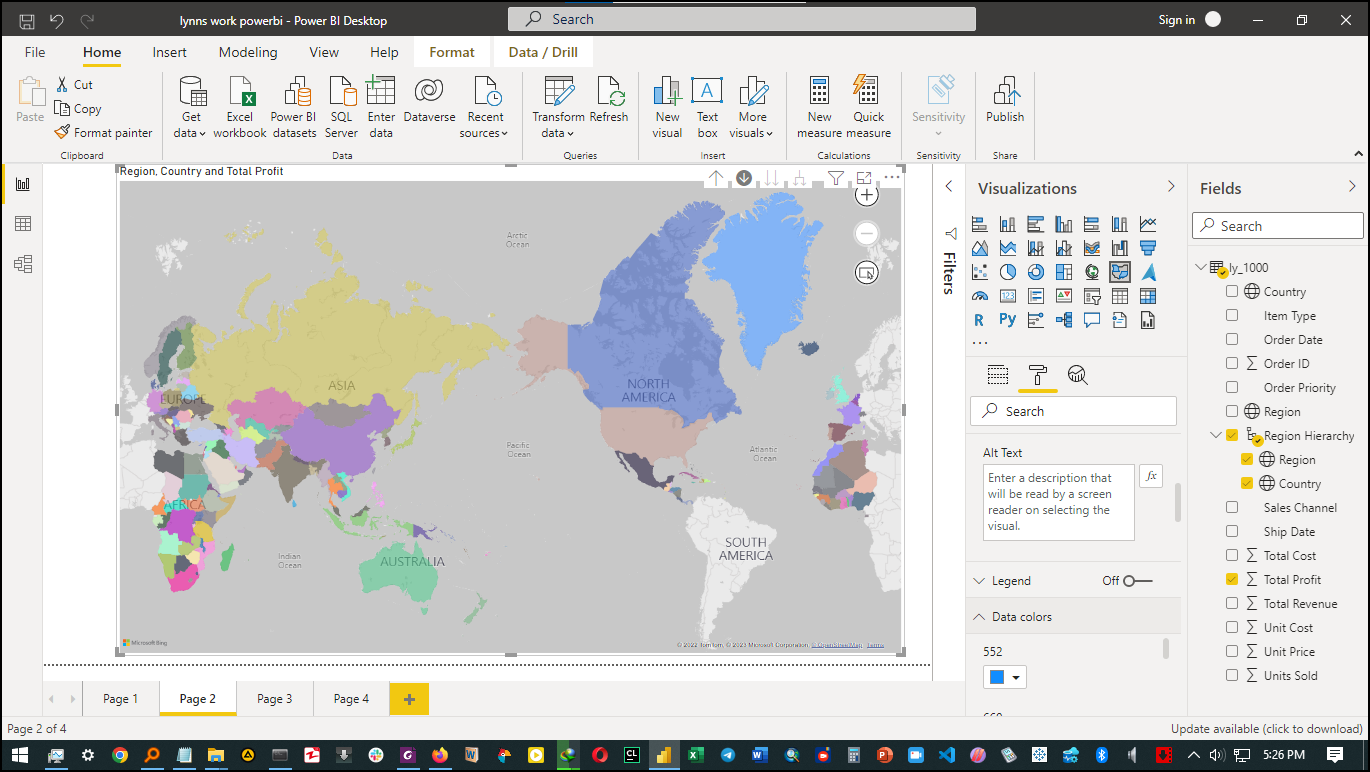 lynns work powerbi - Power BI Desktop
Search
Sign in
File Home Insert Modeling View Help Format Data / Drill
Paste
Cut
Copy
Format painter
Clipboard
Get data
Excel workbook
Power BI datasets
SQL Server
Enter data
Dataverse
Recent sources
Data
Transform data
Refresh
Queries
New visual
Text box
More visuals
Insert
New measure
Quick measure
Calculations
Sensitivity
Sensitivity
Publish
Share
Region, Country and Total Profit
Arctic
Ocean
ASIA
EUROPE
NORTH
AMERICA
Pacific
Ocean
Atlantic
Ocean
AFRICA
Indian
Ocean
AUSTRALIA
SOUTH
AMERICA
Microsoft Bing
© 2022 TomTom, © 2023 Microsoft Corporation, © OpenStreetMap Terms
Filters
Visualizations
R
Py
123
Search
Alt Text
Enter a description that
will be read by a screen
reader on selecting the
visual.
fx
Legend Off
Data colors
552
Fields
Search
ly_1000
Country
Item Type
Order Date
Order ID
Order Priority
Region
Region Hierarchy
Region
Country
Sales Channel
Ship Date
Total Cost
Total Profit
Total Revenue
Unit Cost
Unit Price
Units Sold
Page 1 Page 2 Page 3 Page 4
Page 2 of 4
Update available (click to download)
5:26 PM